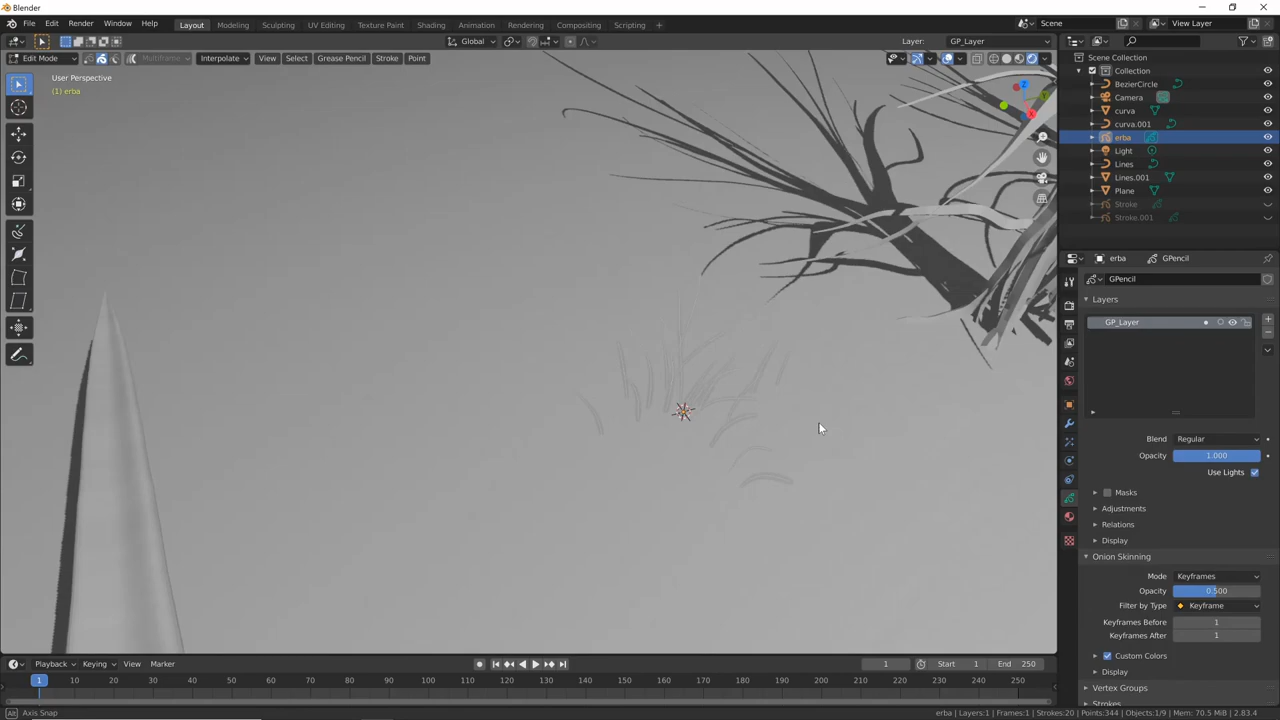 Blender
File Edit Render Window Help Layout Modeling Sculpting UV Editing Texture Paint Shading Animation Rendering Compositing Scripting + Scene View Layer
Edit Mode Multiframe Interpolate View Select Grease Pencil Stroke Point Global Layer: GP_Layer
User Perspective
(1) erba
Scene Collection
Collection
BezierCircle
Camera
curva
curva.001
erba
Light
Lines
Lines.001
Plane
Stroke
Stroke.001
erba GPencil
GPencil
Layers
GP_Layer
Blend Regular
Opacity 1.000
Use Lights
Masks
Adjustments
Relations
Display
Onion Skinning
Mode Keyframes
Opacity 0.500
Filter by Type Keyframe
Keyframes Before 1
Keyframes After 1
Custom Colors
Display
Vertex Groups
Strokes
Playback Keying View Marker 1 Start 1 End 250
1 10 20 30 40 50 60 70 80 90 100 110 120 130 140 150 160 170 180 190 200 210 220 230 240 250
Axis Snap erba | Layers:1 | Frames:1 | Strokes:20 | Points:344 | Objects:1/9 | Mem: 70.5 MiB | 2.83.4